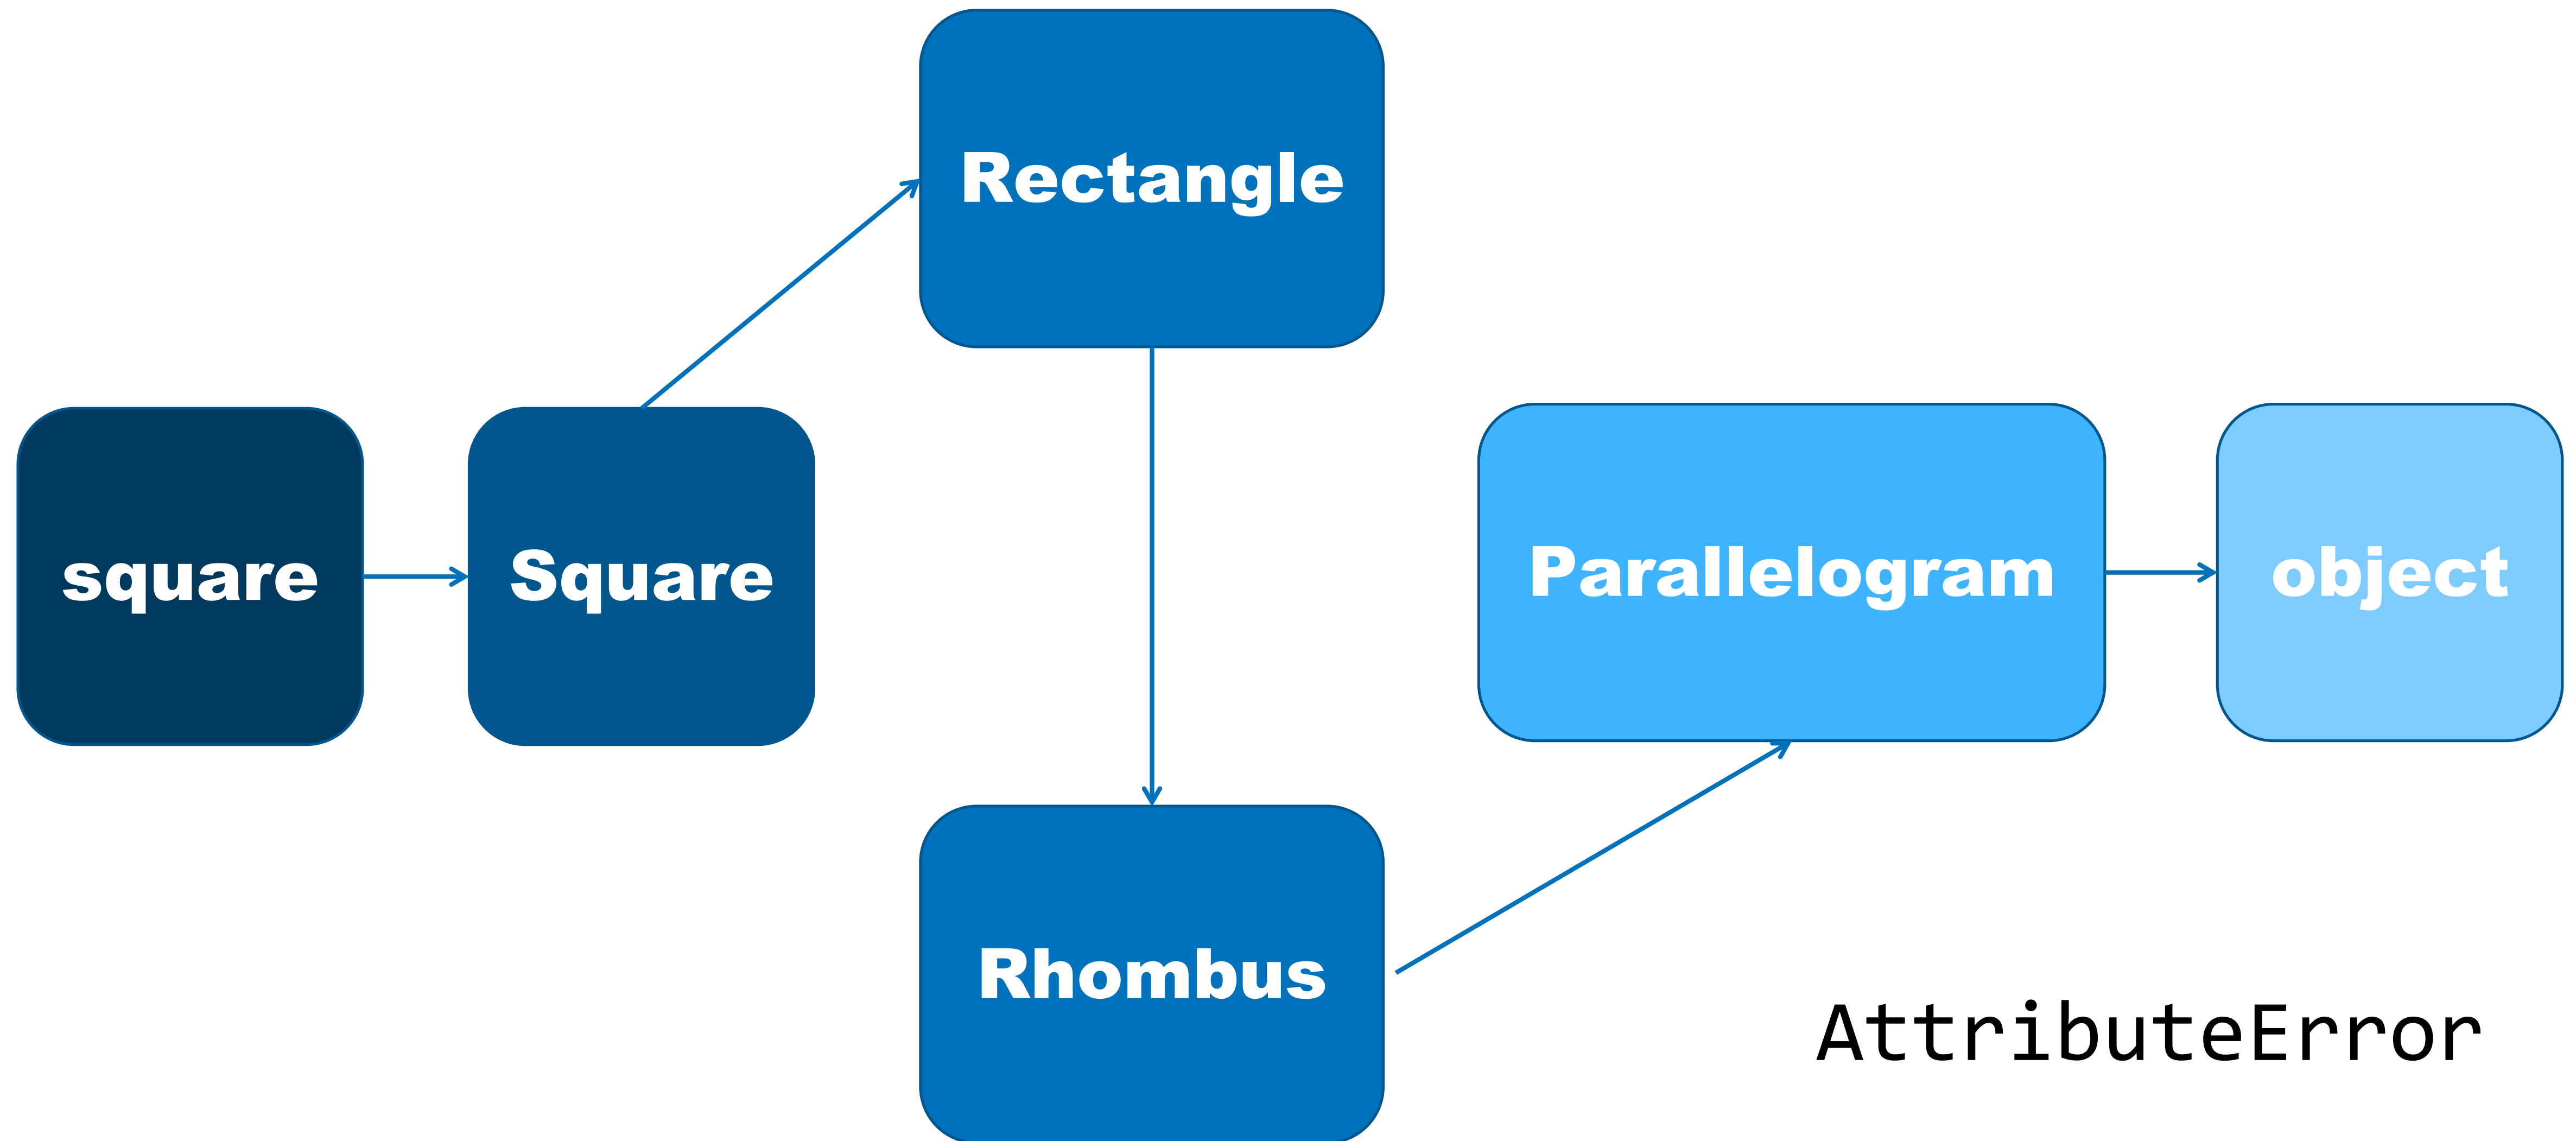 Rectangle
square
Square
Parallelogram
object
Rhombus
AttributeError